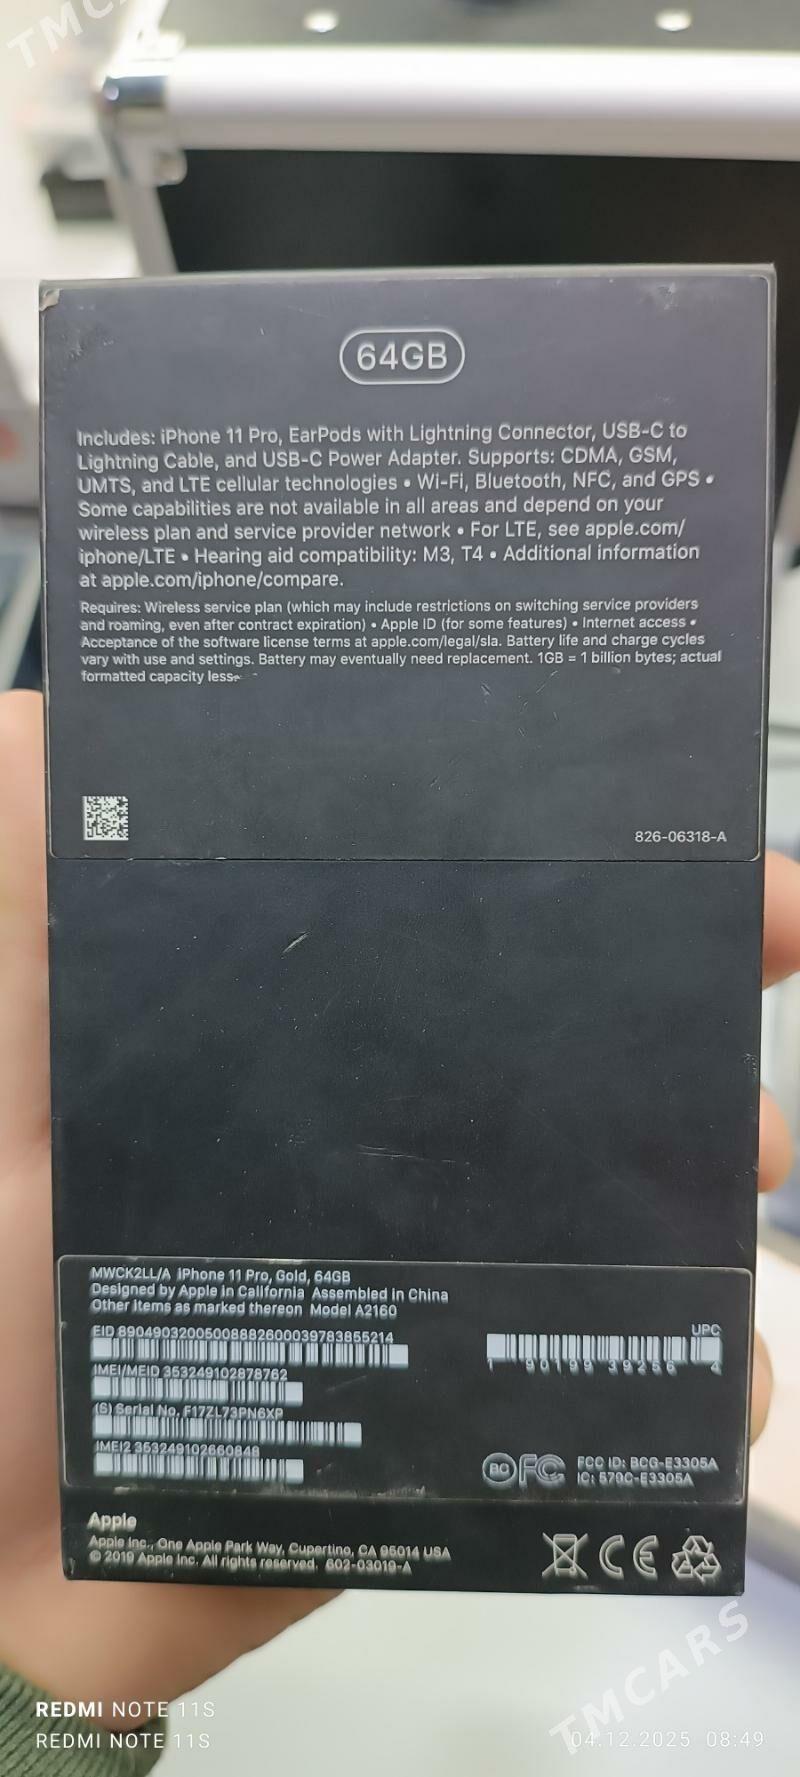 TMCA
64GB
Includes: iPhone 11 Pro, EarPods with Lightning Connector, USB-C to
Lightning Cable, and USB-C Power Adapter. Supports: CDMA, GSM,
UMTS, and LTE cellular technologies • Wi-Fi, Bluetooth, NFC, and GPS •
Some capabilities are not available in all areas and depend on your
wireless plan and service provider network • For LTE, see apple.com/
iphone/LTE • Hearing aid compatibility: M3, T4 • Additional information
at apple.com/iphone/compare.
Requires: Wireless service plan (which may include restrictions on switching service providers
and roaming, even after contract expiration) • Apple ID (for some features) • Internet access •
Acceptance of the software license terms at apple.com/legal/sla. Battery life and charge cycles
vary with use and settings. Battery may eventually need replacement. 1GB = 1 billion bytes; actual
formatted capacity less.
826-06318-A
MWCK2LL/A iPhone 11 Pro, Gold, 64GB
Designed by Apple in California Assembled in China
Other items as marked thereon Model A2160
EID 89049032005008882600039783855214
UPC
1 90199 39256 4
IMEI/MEID 353249102878762
(S) Serial No. F17ZL73PN6XP
IMEI2 353249102660848
FCC ID: BCG-E3305A
IC: 579C-E3305A
Apple
Apple Inc., One Apple Park Way, Cupertino, CA 95014 USA
© 2019 Apple Inc. All rights reserved. 602-03019-A
TMCARS
REDMI NOTE 11S
REDMI NOTE 11S
04.12.2025 08:49